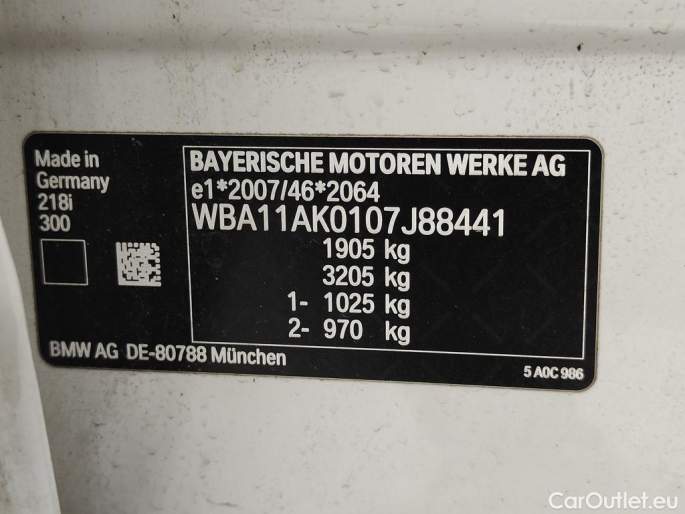 Made in
Germany
218i
300
BAYERISCHE MOTOREN WERKE AG
e1*2007/46*2064
WBA11AK0107J88441
1905 kg
3205 kg
1- 1025 kg
2- 970 kg
BMW AG DE-80788 München
5 A0C 986
CarOutlet.eu